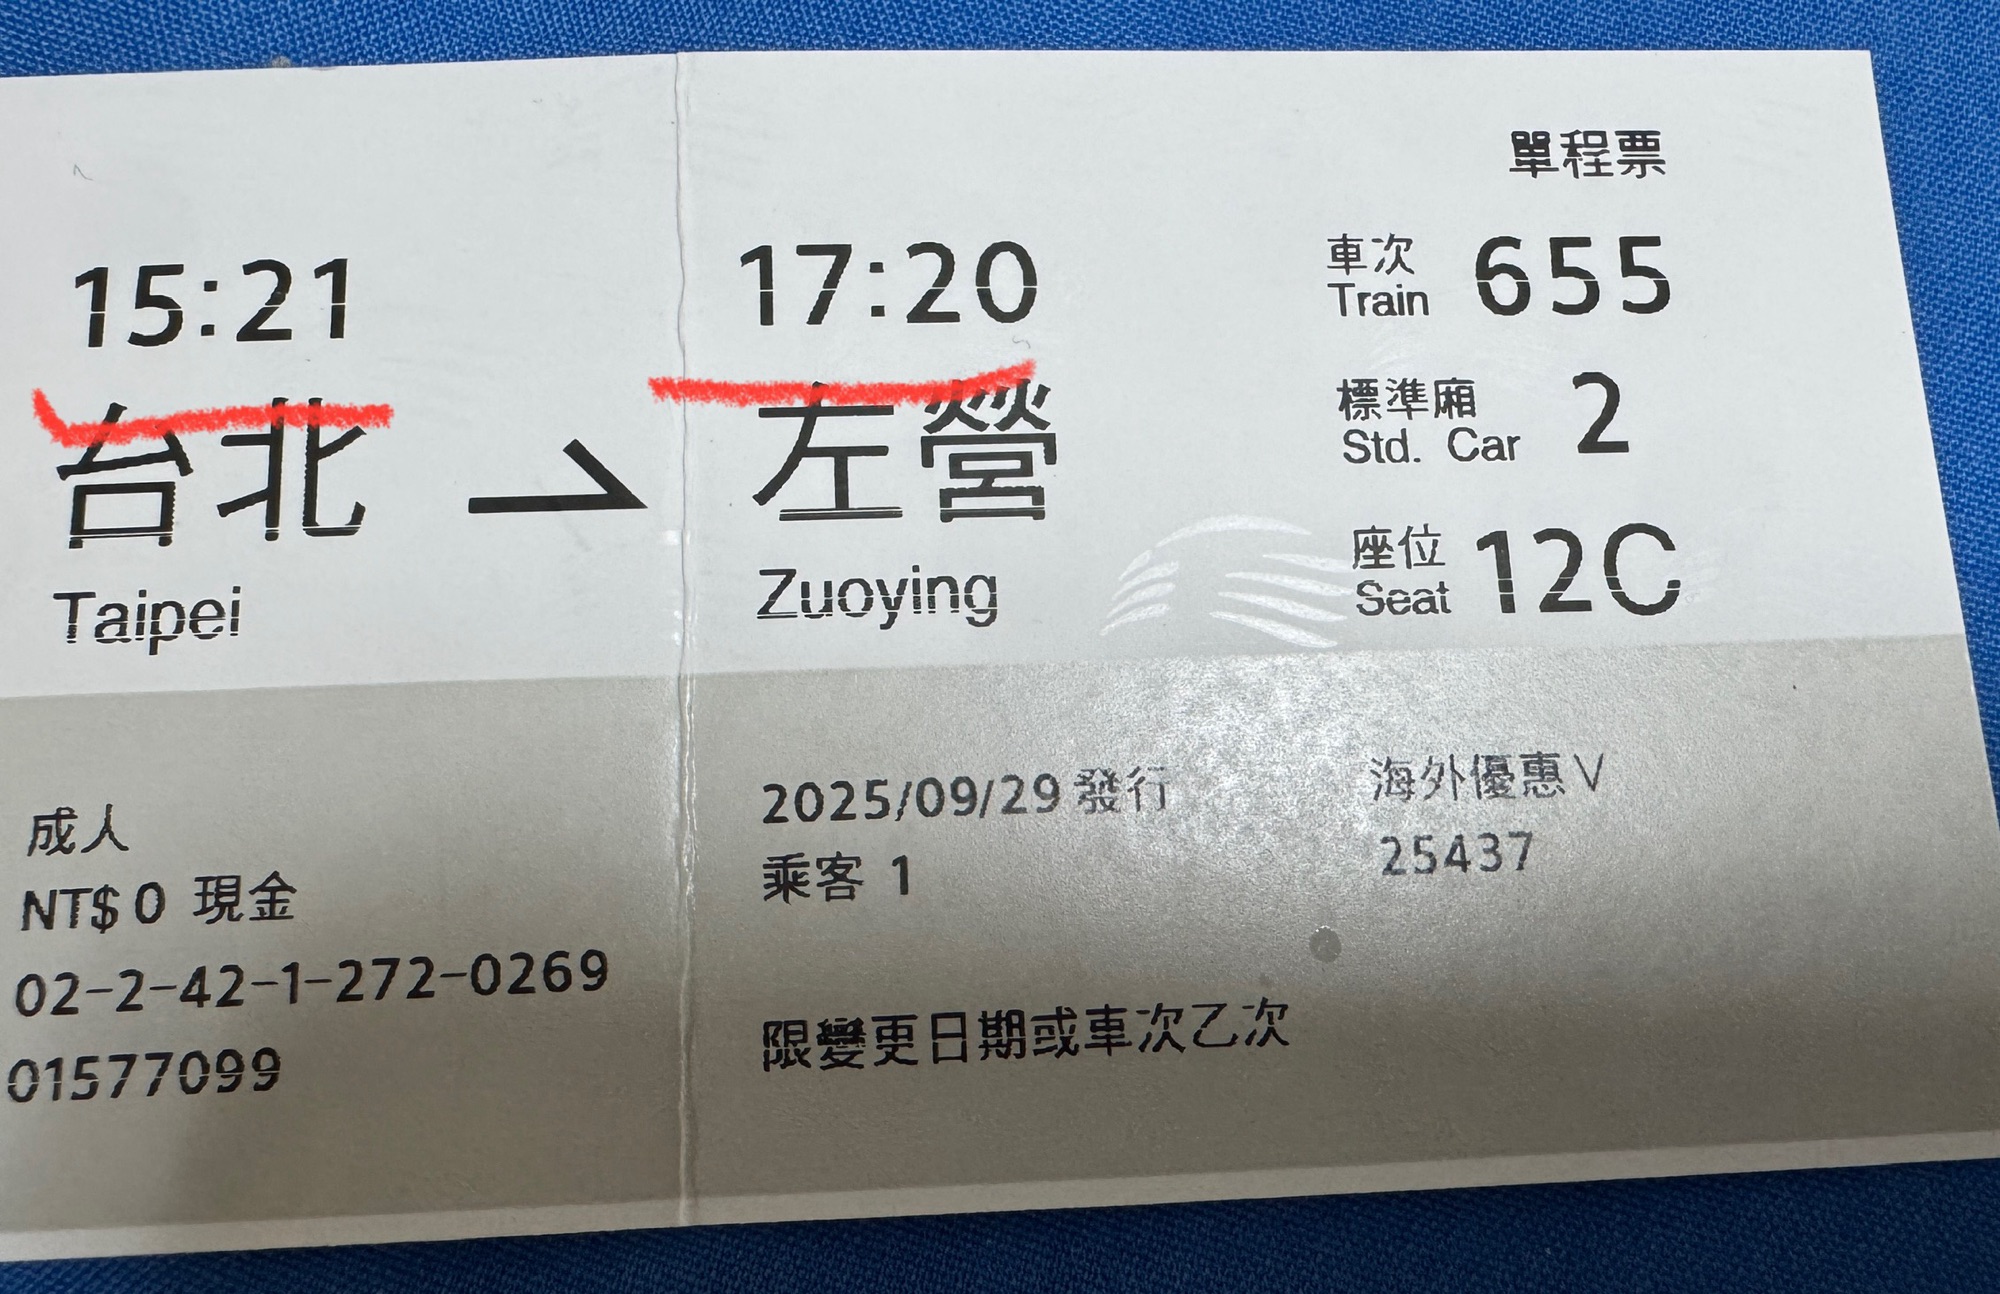 單程票
15:21
17:20
車次
Train 655
台北
左營
標準廂
Std. Car 2
Taipei
Zuoying
座位
Seat 12C
成人
NT$0 現金
02-2-42-1-272-0269
01577099
2025/09/29 發行
乘客 1
限變更日期或車次乙次
海外優惠V
25437